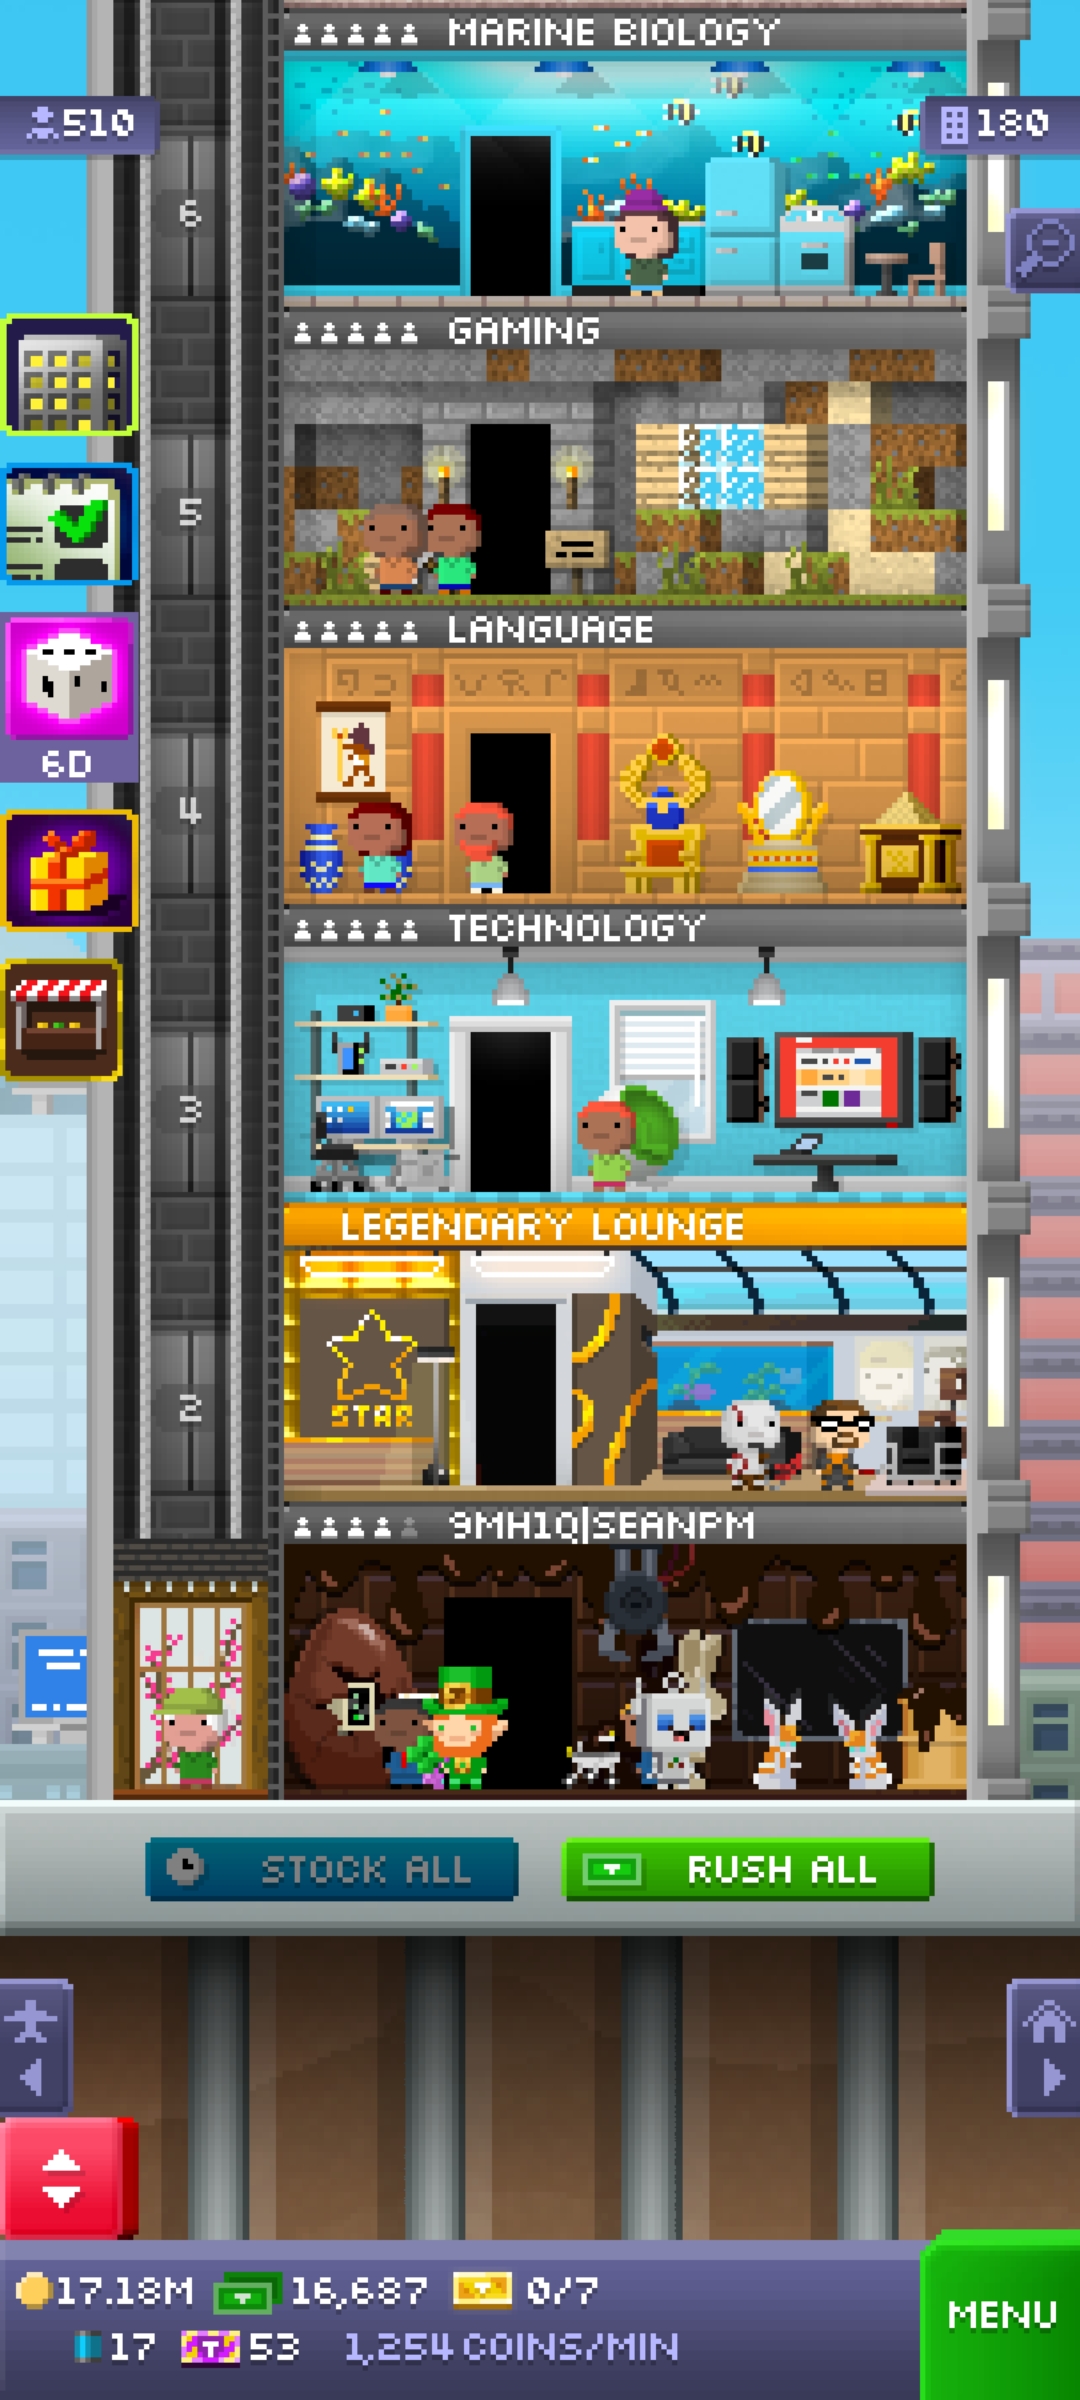 MARINE BIOLOGY
510
180
6
GAMING
5
LANGUAGE
6D
4
TECHNOLOGY
3
LEGENDARY LOUNGE
STAR
2
9MH1Q|SEANPM
STOCK ALL
RUSH ALL
17.18M
16,687
0/7
MENU
17
53
1,254 COINS/MIN